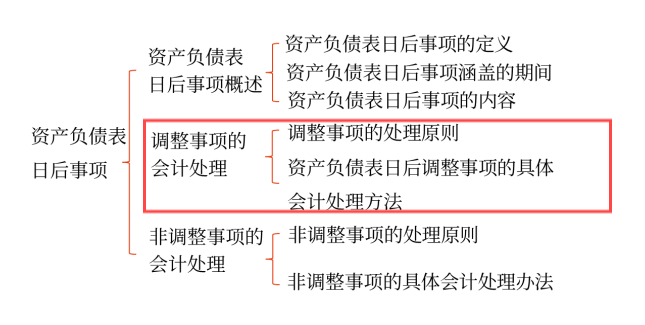 资产负债表
日后事项
资产负债表
日后事项概述
资产负债表日后事项的定义
资产负债表日后事项涵盖的期间
资产负债表日后事项的内容
调整事项的
会计处理
调整事项的处理原则
资产负债表日后调整事项的具体
会计处理方法
非调整事项的
会计处理
非调整事项的处理原则
非调整事项的具体会计处理办法